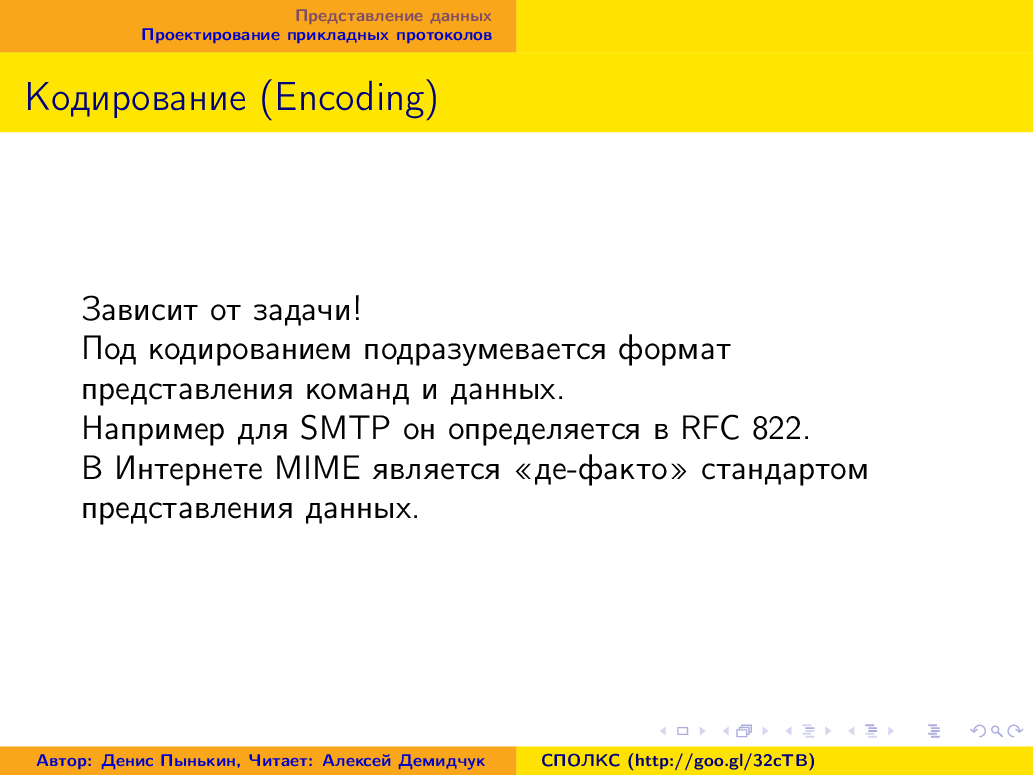 Представление данных
Проектирование прикладных протоколов
Кодирование (Encoding)
Зависит от задачи!
Под кодированием подразумевается формат
представления команд и данных.
Например для SMTP он определяется в RFC 822.
В Интернете MIME является «де-факто» стандартом
представления данных.
Автор: Денис Пынькин, Читает: Алексей Демидчук
СПОЛКС (http://goo.gl/32cTB)